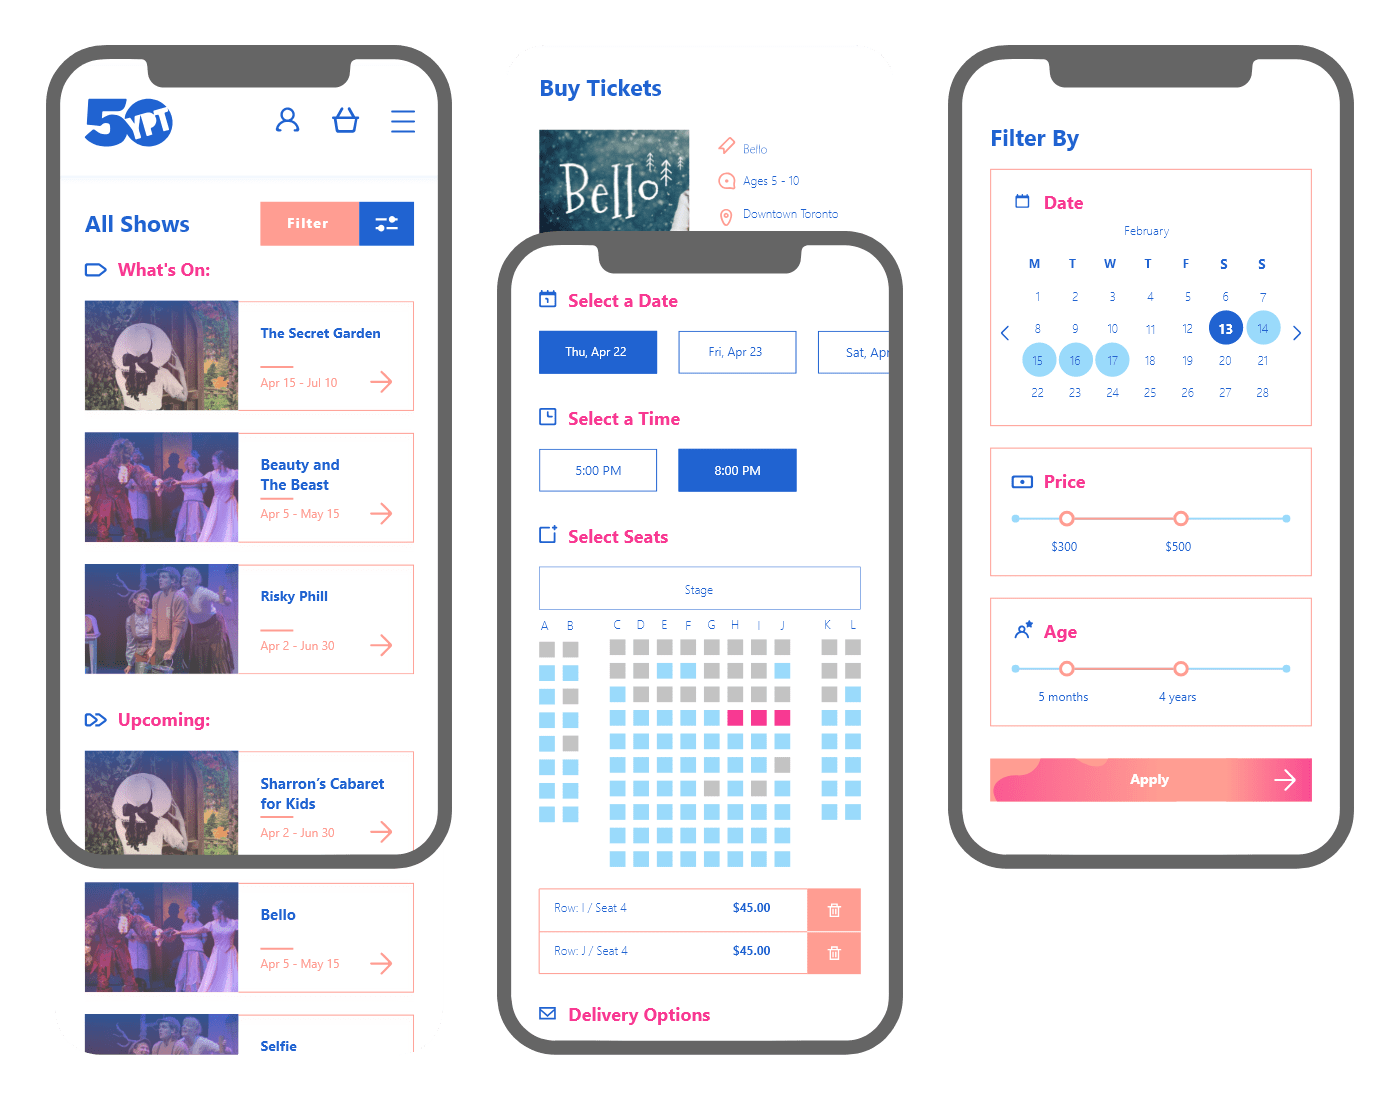 50
YPT
All Shows
Filter
What's On:
The Secret Garden
Apr 15 - Jul 10
Beauty and
The Beast
Apr 5 - May 15
Risky Phill
Apr 2 - Jun 30
Upcoming:
Sharron's Cabaret
for Kids
Apr 2 - Jun 30
Bello
Apr 5 - May 15
Selfie
Buy Tickets
Bello
Bello
Ages 5 - 10
Downtown Toronto
Select a Date
Thu, Apr 22
Fri, Apr 23
Sat, Apr
Select a Time
5:00 PM
8:00 PM
Select Seats
Stage
A B C D E F G H I J K L
Row: I / Seat 4 $45.00
Row: J / Seat 4 $45.00
Delivery Options
Filter By
Date
February
M T W T F S S
1 2 3 4 5 6 7
8 9 10 11 12 13 14
15 16 17 18 19 20 21
22 23 24 25 26 27 28
Price
$300 $500
Age
5 months 4 years
Apply